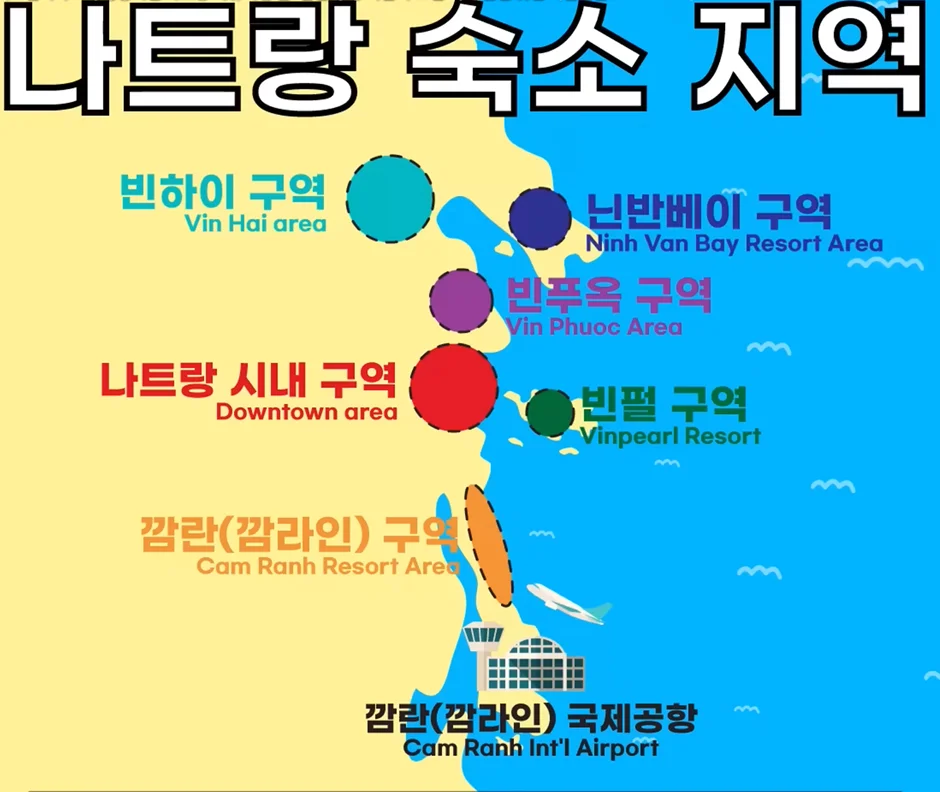 나트랑 숙소 지역
빈하이 구역
Vin Hai area
닌반베이 구역
Ninh Van Bay Resort Area
빈푸옥 구역
Vin Phuoc Area
나트랑 시내 구역
Downtown area
빈펄 구역
Vinpearl Resort
깜란(깜라인) 구역
Cam Ranh Resort Area
깜란(깜라인) 국제공항
Cam Ranh Int'l Airport